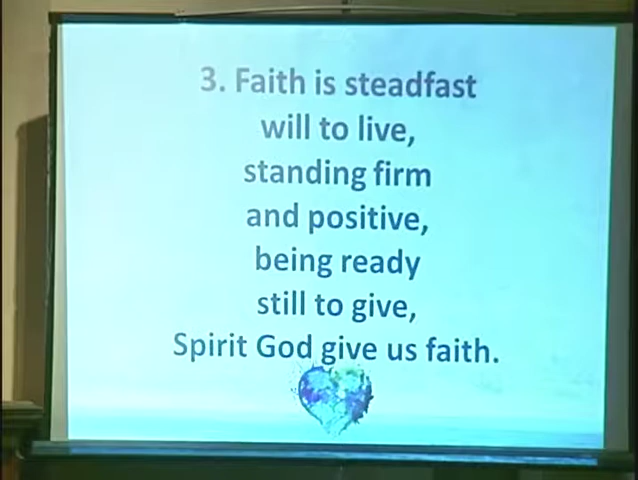 3. Faith is steadfast
will to live,
standing firm
and positive,
being ready
still to give,
Spirit God give us faith.